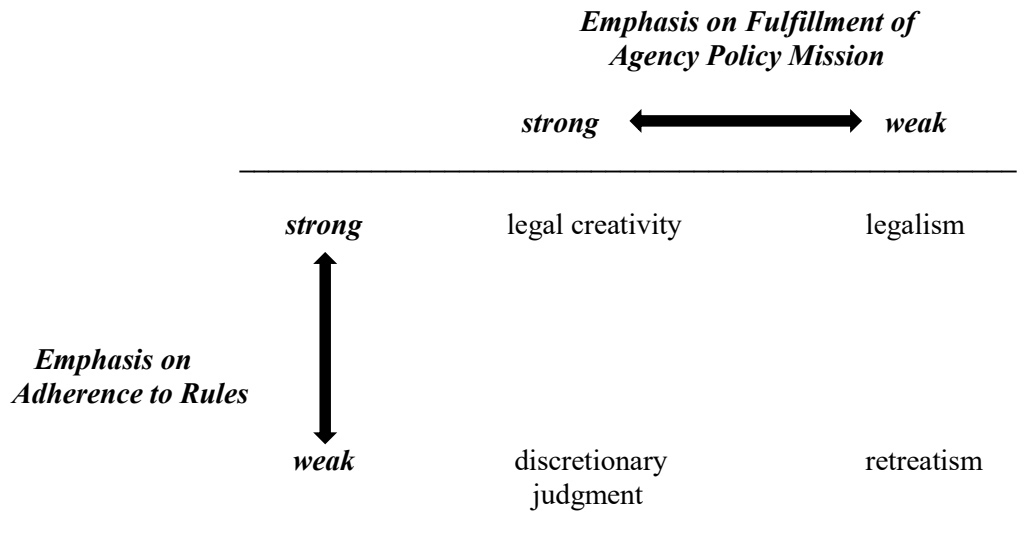 Emphasis on Fulfillment of
Agency Policy Mission
strong weak
strong legal creativity legalism
Emphasis on
Adherence to Rules
weak discretionary retreatism
judgment